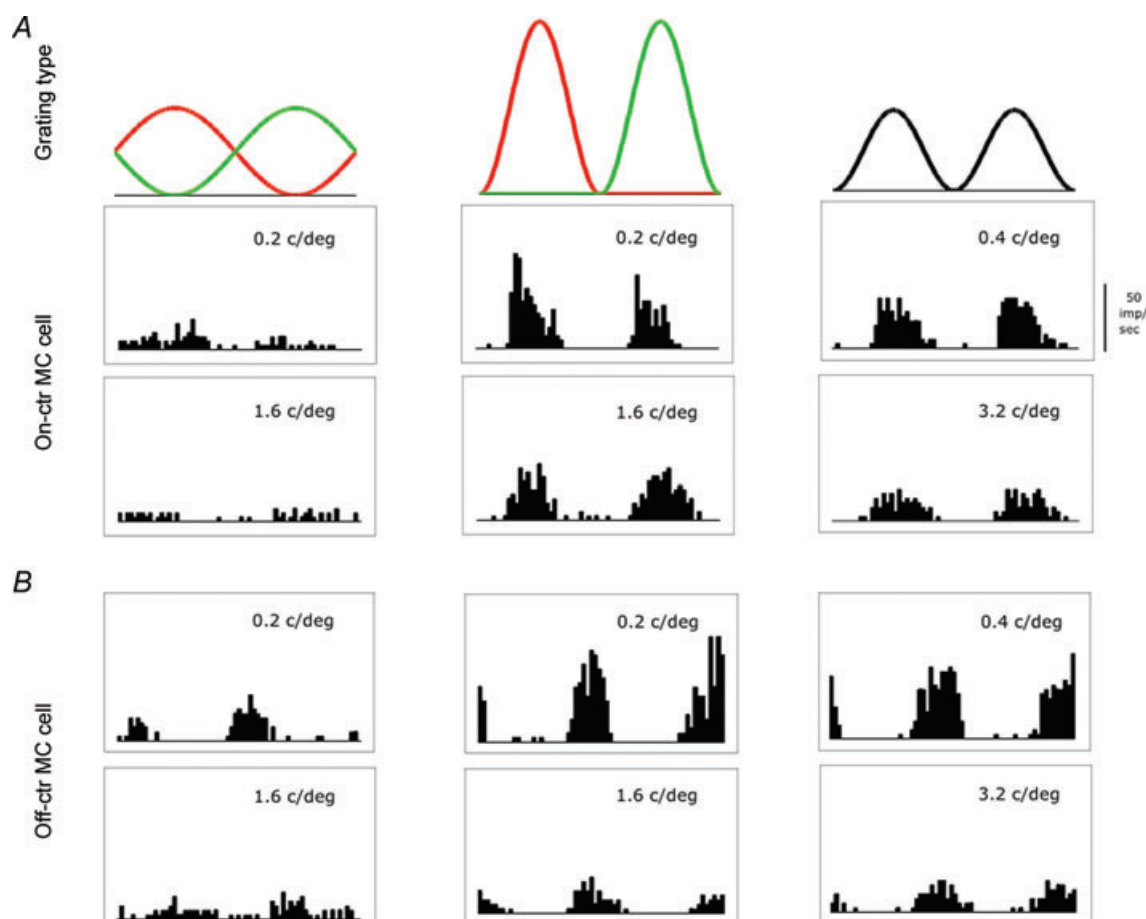 A
Grating type
0.2 c/deg
0.2 c/deg
0.4 c/deg
50
imp/
sec
On-ctr MC cell
1.6 c/deg
1.6 c/deg
3.2 c/deg
B
0.2 c/deg
0.2 c/deg
0.4 c/deg
Off-ctr MC cell
1.6 c/deg
1.6 c/deg
3.2 c/deg